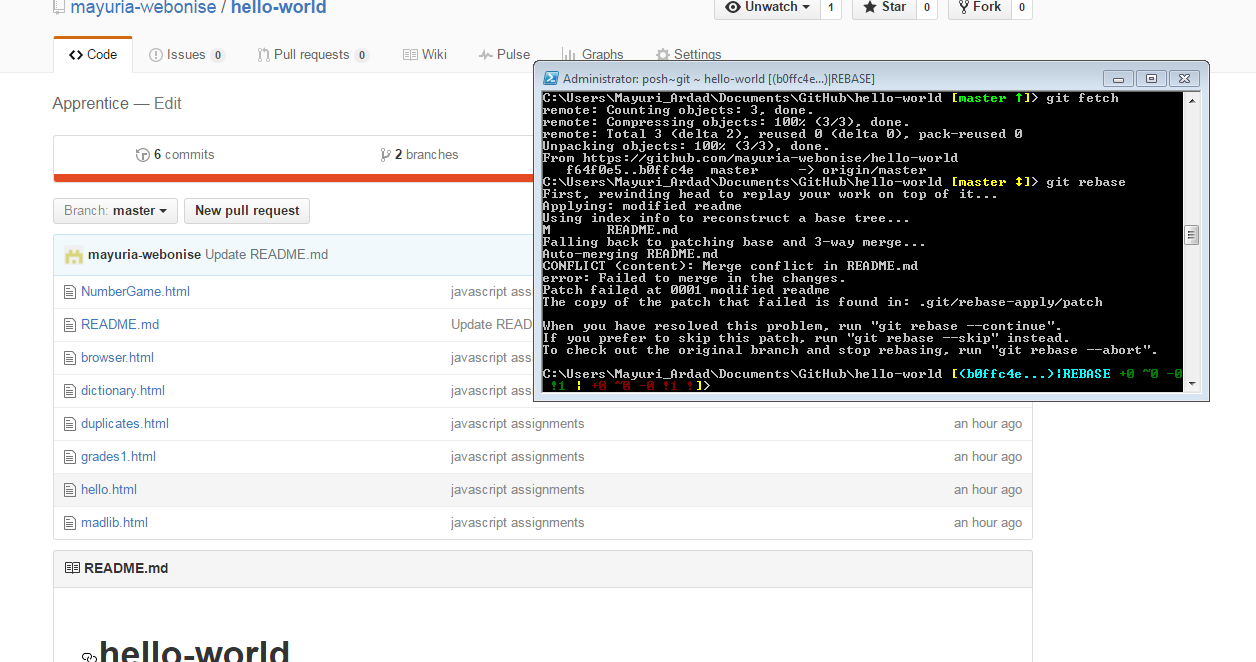 mayuria-webonise / hello-world
Unwatch 1 Star 0 Fork 0
Code Issues 0 Pull requests 0 Wiki Pulse Graphs Settings
Apprentice — Edit
6 commits 2 branches
Branch: master New pull request
mayuria-webonise Update README.md
NumberGame.html javascript ass
README.md Update READ
browser.html javascript ass
dictionary.html javascript ass
duplicates.html javascript assignments an hour ago
grades1.html javascript assignments an hour ago
hello.html javascript assignments an hour ago
madlib.html javascript assignments an hour ago
README.md
hello-world
Administrator: posh~git ~ hello-world [(b0ffc4e...)|REBASE]
C:\Users\Mayuri_Ardad\Documents\GitHub\hello-world [master ↑]> git fetch
remote: Counting objects: 3, done.
remote: Compressing objects: 100% (3/3), done.
remote: Total 3 (delta 2), reused 0 (delta 0), pack-reused 0
Unpacking objects: 100% (3/3), done.
From https://github.com/mayuria-webonise/hello-world
f64f0e5..b0ffc4e master -> origin/master
C:\Users\Mayuri_Ardad\Documents\GitHub\hello-world [master ↕]> git rebase
First, rewinding head to replay your work on top of it...
Applying: modified readme
Using index info to reconstruct a base tree...
M README.md
Falling back to patching base and 3-way merge...
Auto-merging README.md
CONFLICT (content): Merge conflict in README.md
error: Failed to merge in the changes.
Patch failed at 0001 modified readme
The copy of the patch that failed is found in: .git/rebase-apply/patch
When you have resolved this problem, run "git rebase --continue".
If you prefer to skip this patch, run "git rebase --skip" instead.
To check out the original branch and stop rebasing, run "git rebase --abort".
C:\Users\Mayuri_Ardad\Documents\GitHub\hello-world [(b0ffc4e...)|REBASE +0 ~0 -0
!1 | +0 ~0 -0 !1 !]>